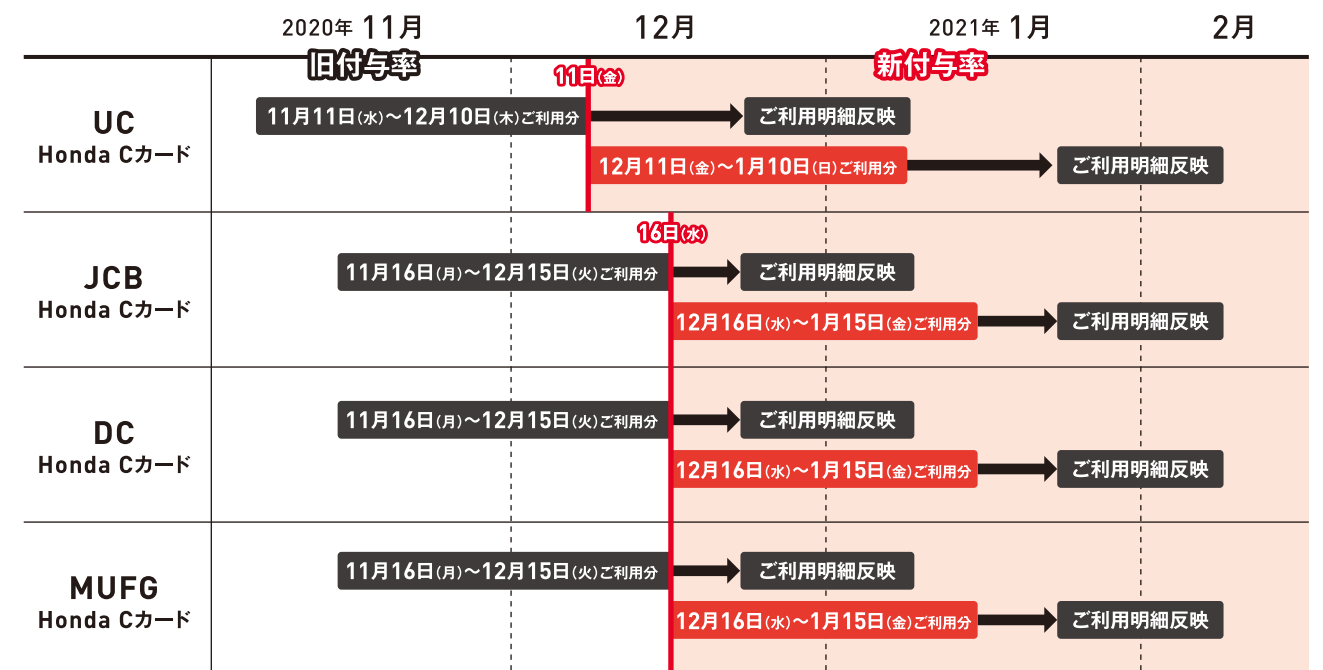 2020年 11月 12月 2021年 1月 2月
旧付与率 新付与率
11日(金)
UC
Honda Cカード
11月11日(水)〜12月10日(木)ご利用分 ご利用明細反映
12月11日(金)〜1月10日(日)ご利用分 ご利用明細反映
16日(水)
JCB
Honda Cカード
11月16日(月)〜12月15日(火)ご利用分 ご利用明細反映
12月16日(水)〜1月15日(金)ご利用分 ご利用明細反映
DC
Honda Cカード
11月16日(月)〜12月15日(火)ご利用分 ご利用明細反映
12月16日(水)〜1月15日(金)ご利用分 ご利用明細反映
MUFG
Honda Cカード
11月16日(月)〜12月15日(火)ご利用分 ご利用明細反映
12月16日(水)〜1月15日(金)ご利用分 ご利用明細反映